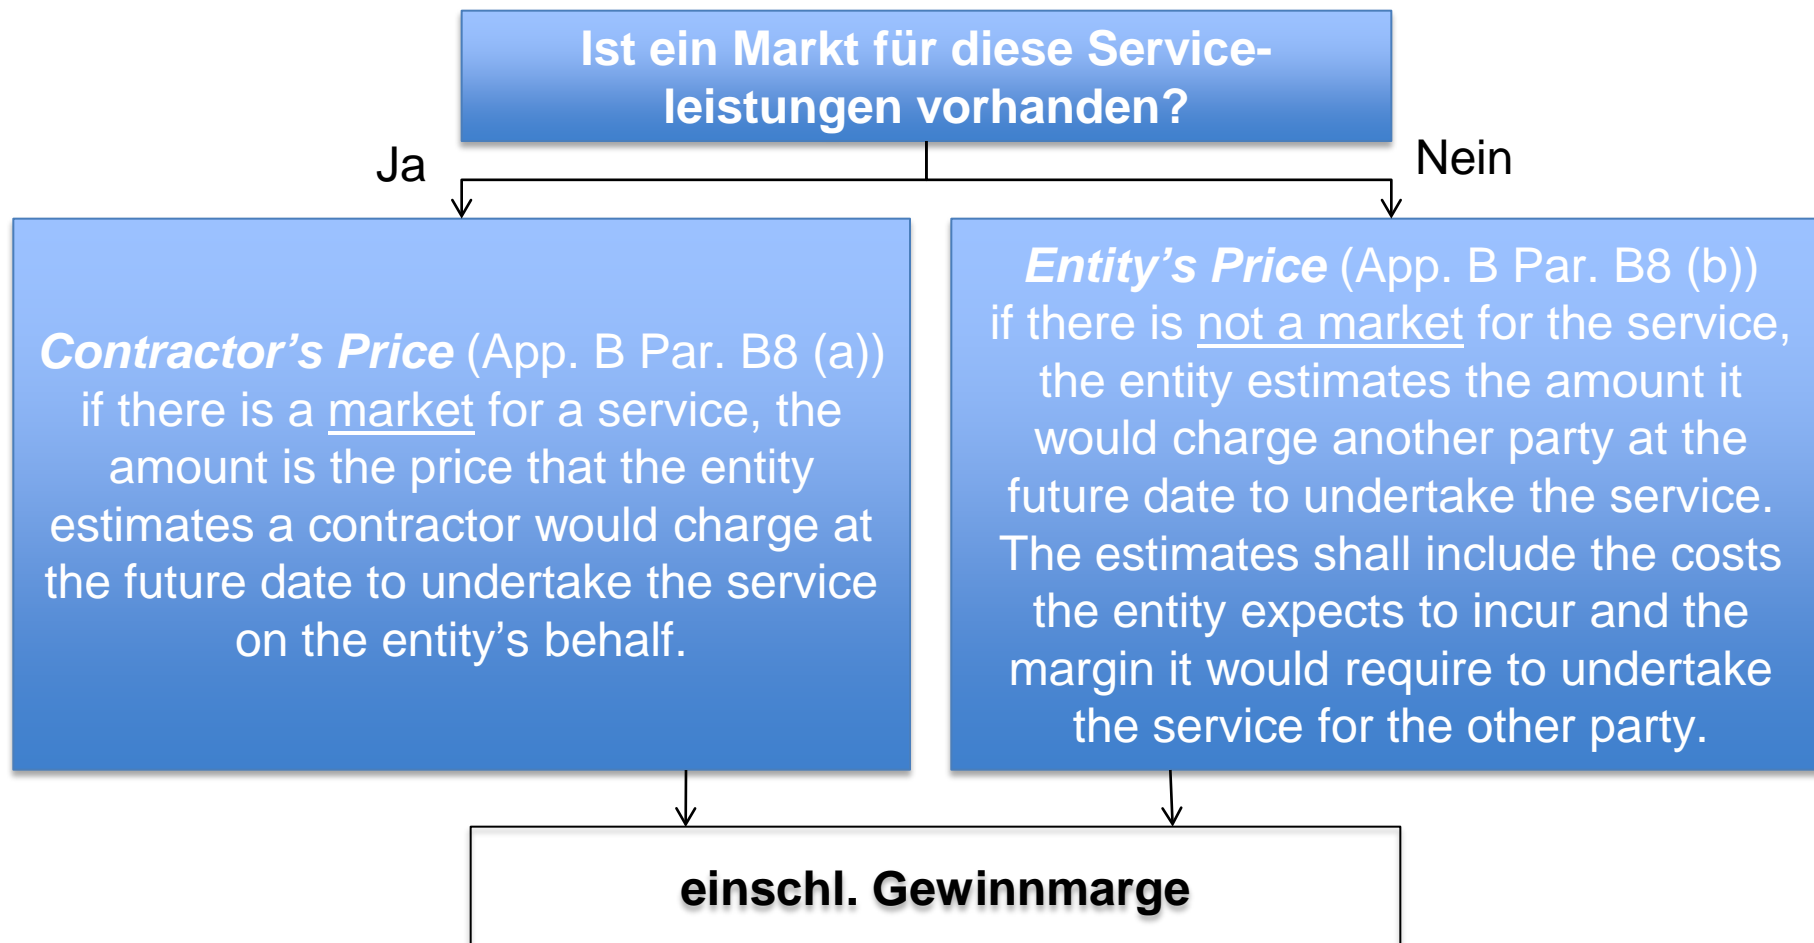 Ist ein Markt für diese Service-
leistungen vorhanden?
Ja
Nein
Contractor’s Price (App. B Par. B8 (a))
if there is a market for a service, the
amount is the price that the entity
estimates a contractor would charge at
the future date to undertake the service
on the entity’s behalf.
Entity’s Price (App. B Par. B8 (b))
if there is not a market for the service,
the entity estimates the amount it
would charge another party at the
future date to undertake the service.
The estimates shall include the costs
the entity expects to incur and the
margin it would require to undertake
the service for the other party.
einschl. Gewinnmarge